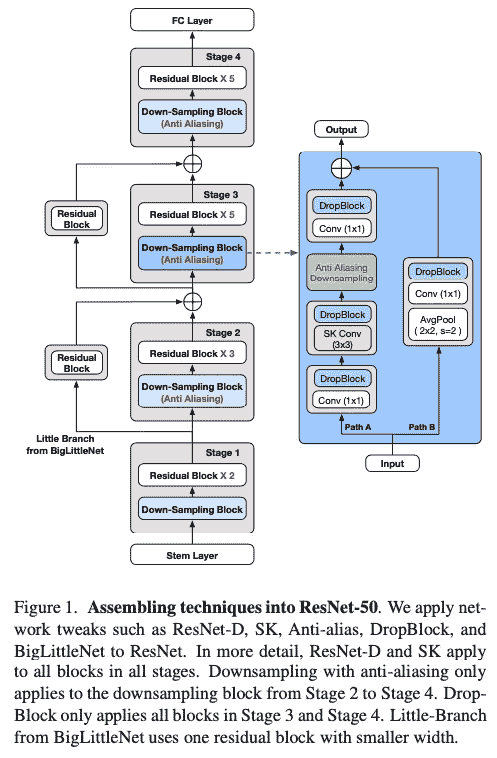 FC Layer
Stage 4
Residual Block X 5
Down-Sampling Block
(Anti Aliasing)
Stage 3
Residual Block X 5
Down-Sampling Block
(Anti Aliasing)
Residual
Block
Stage 2
Residual Block X 3
Down-Sampling Block
(Anti Aliasing)
Residual
Block
Little Branch
from BigLittleNet
Stage 1
Residual Block X 2
Down-Sampling Block
Stem Layer
Output
DropBlock
Conv (1x1)
Anti Aliasing
Downsampling
DropBlock
SK Conv
(3x3)
DropBlock
Conv (1x1)
Path A
DropBlock
Conv (1x1)
AvgPool
( 2x2, s=2 )
Path B
Input
Figure 1. Assembling techniques into ResNet-50. We apply net-
work tweaks such as ResNet-D, SK, Anti-alias, DropBlock, and
BigLittleNet to ResNet. In more detail, ResNet-D and SK apply
to all blocks in all stages. Downsampling with anti-aliasing only
applies to the downsampling block from Stage 2 to Stage 4. Drop-
Block only applies all blocks in Stage 3 and Stage 4. Little-Branch
from BigLittleNet uses one residual block with smaller width.